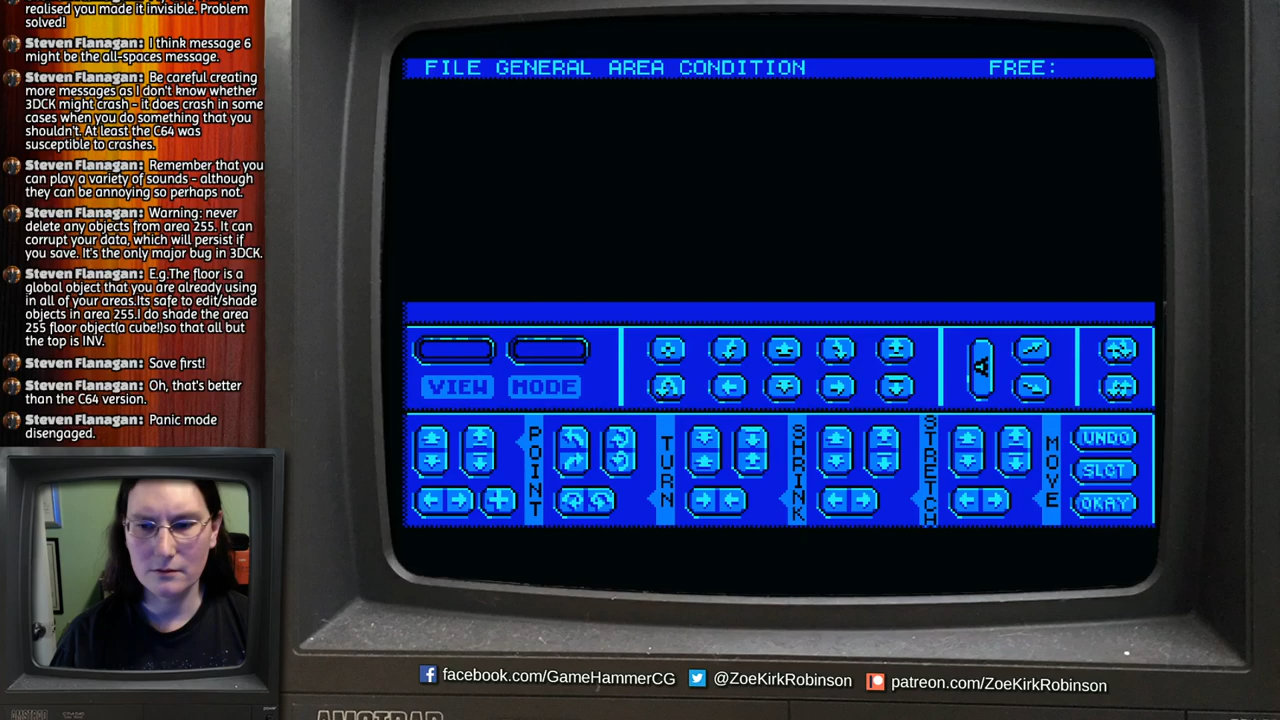 realised you made it invisible. Problem
solved!
Steven Flanagan: I think message 6
might be the all-spaces message.
Steven Flanagan: Be careful creating
more messages as I don't know whether
3DCK might crash - it does crash in some
cases when you do something that you
shouldn't. At least the C64 was
susceptible to crashes.
Steven Flanagan: Remember that you
can play a variety of sounds - although
they can be annoying so perhaps not.
Steven Flanagan: Warning: never
delete any objects from area 255. It can
corrupt your data, which will persist if
you save. It's the only major bug in 3DCK.
Steven Flanagan: E.g.The floor is a
global object that you are already using
in all of your areas.Its safe to edit/shade
objects in area 255.I do shade the area
255 floor object(a cube!)so that all but
the top is INV.
Steven Flanagan: Save first!
Steven Flanagan: Oh, that's better
than the C64 version.
Steven Flanagan: Panic mode
disengaged.
FILE GENERAL AREA CONDITION FREE:
VIEW MODE
A
POINT
TURN
SHRINK
STRETCH
MOVE
UNDO
SLCT
OKAY
facebook.com/GameHammerCG @ZoeKirkRobinson patreon.com/ZoeKirkRobinson
AMSTRAD